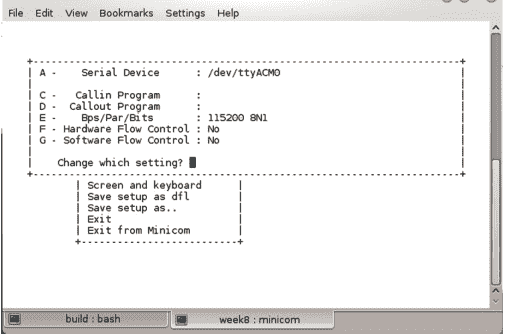 File Edit View Bookmarks Settings Help
A - Serial Device : /dev/ttyACM0
C - Callin Program :
D - Callout Program :
E - Bps/Par/Bits : 115200 8N1
F - Hardware Flow Control : No
G - Software Flow Control : No
Change which setting?
Screen and keyboard
Save setup as dfl
Save setup as..
Exit
Exit from Minicom
build : bash
week8 : minicom